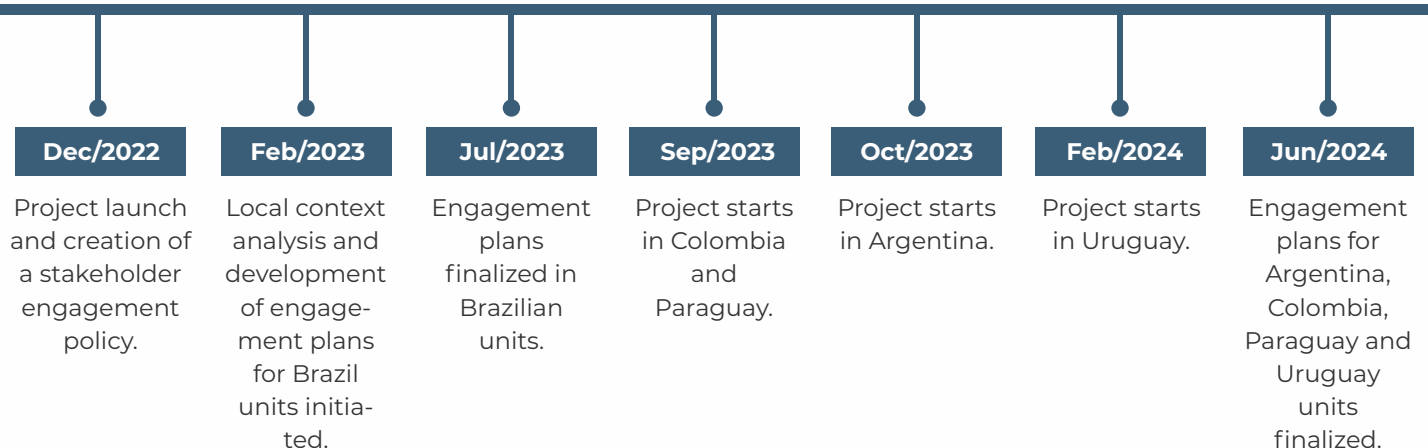 Dec/2022
Project launch
and creation of
a stakeholder
engagement
policy.
Feb/2023
Local context
analysis and
development
of engage-
ment plans
for Brazil
units initia-
ted.
Jul/2023
Engagement
plans
finalized in
Brazilian
units.
Sep/2023
Project starts
in Colombia
and
Paraguay.
Oct/2023
Project starts
in Argentina.
Feb/2024
Project starts
in Uruguay.
Jun/2024
Engagement
plans for
Argentina,
Colombia,
Paraguay and
Uruguay
units
finalized.